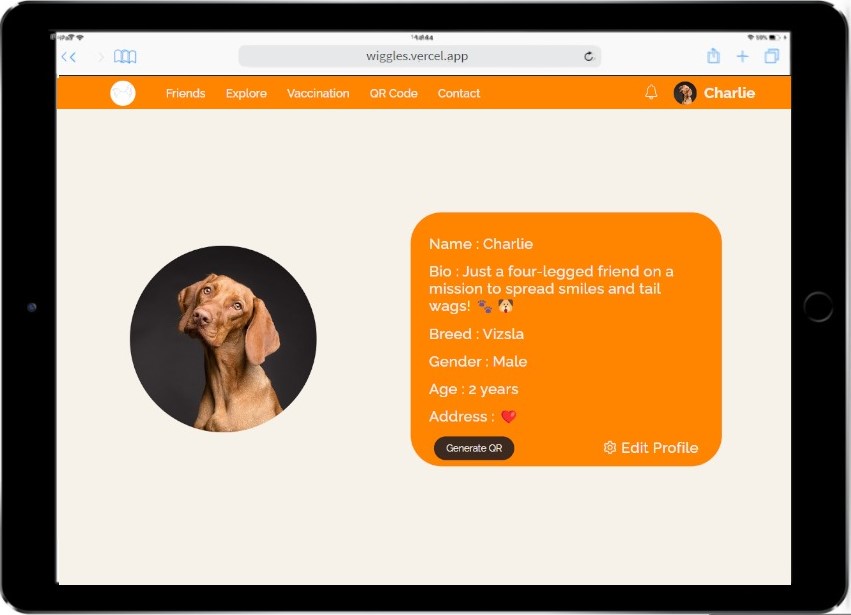 wiggles.vercel.app
Friends Explore Vaccination QR Code Contact Charlie
Name : Charlie
Bio : Just a four-legged friend on a
mission to spread smiles and tail
wags! 🐾 🐶
Breed : Vizsla
Gender : Male
Age : 2 years
Address : ❤️
Generate QR Edit Profile